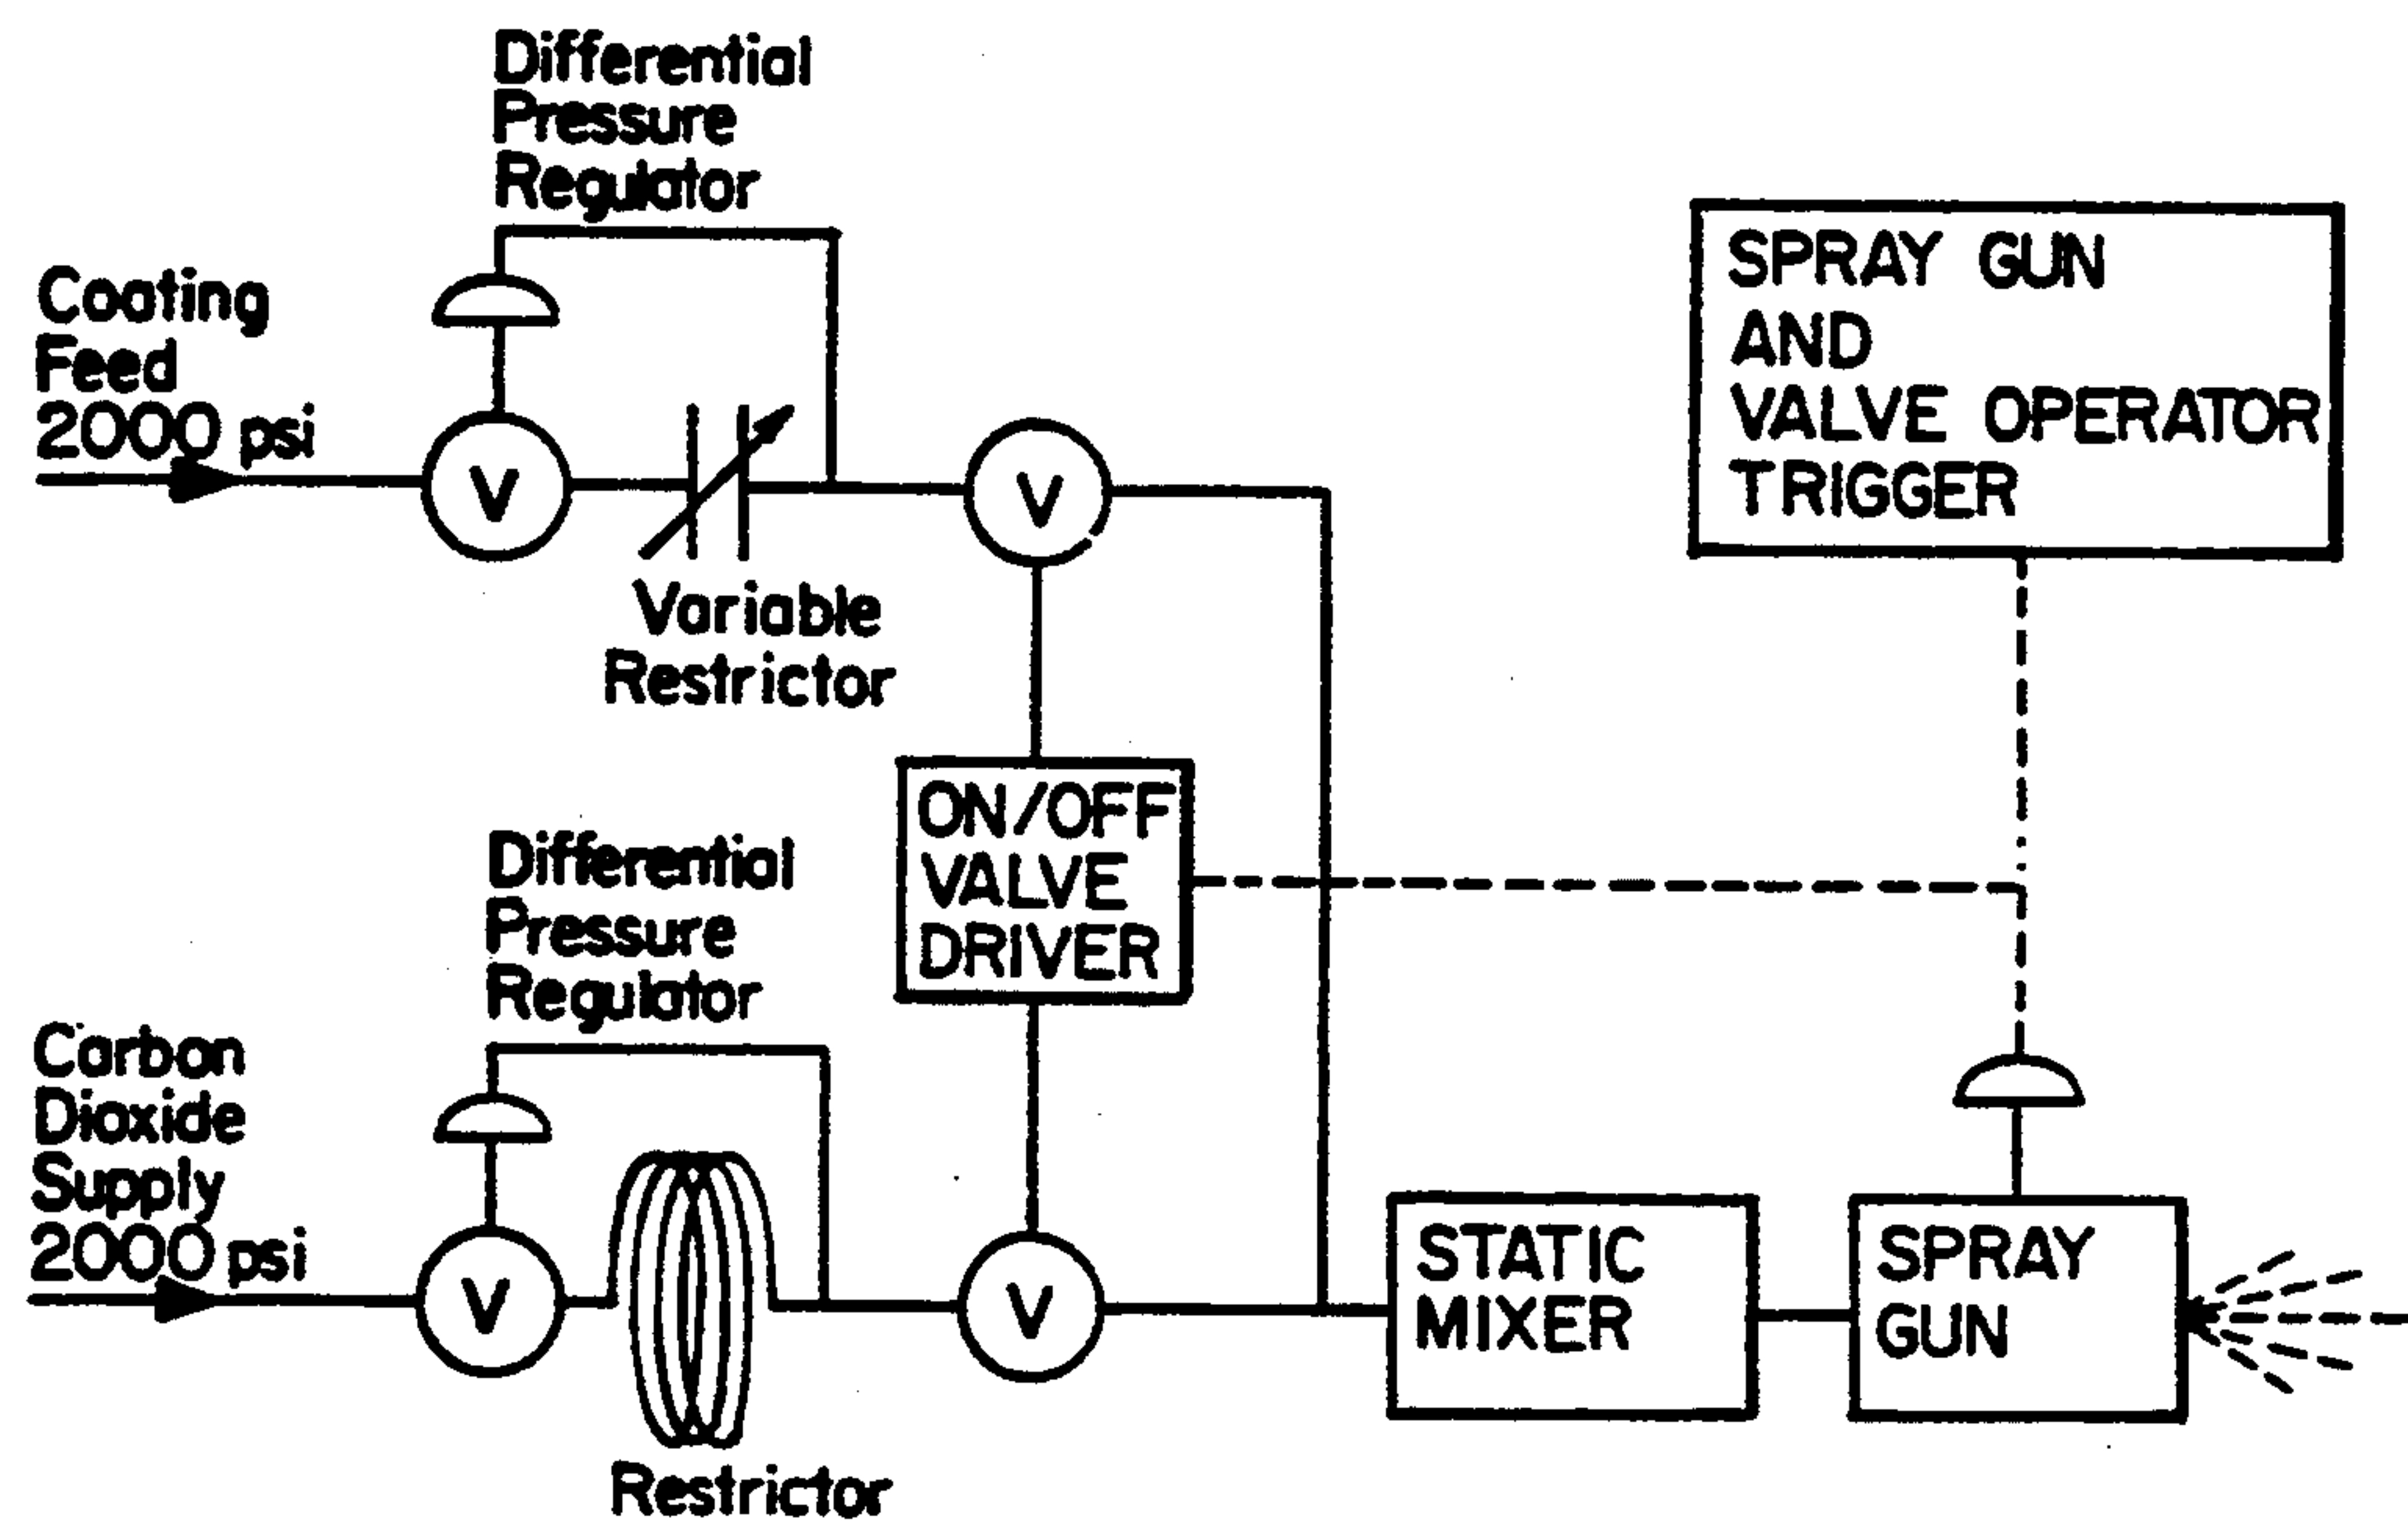 Differential
Pressure
Regulator
Coating
Feed
2000 psi
V
V
Variable
Restrictor
SPRAY GUN
AND
VALVE OPERATOR
TRIGGER
ON/OFF
VALVE
DRIVER
Differential
Pressure
Regulator
Carbon
Dioxide
Supply
2000 psi
V
V
Restrictor
STATIC
MIXER
SPRAY
GUN